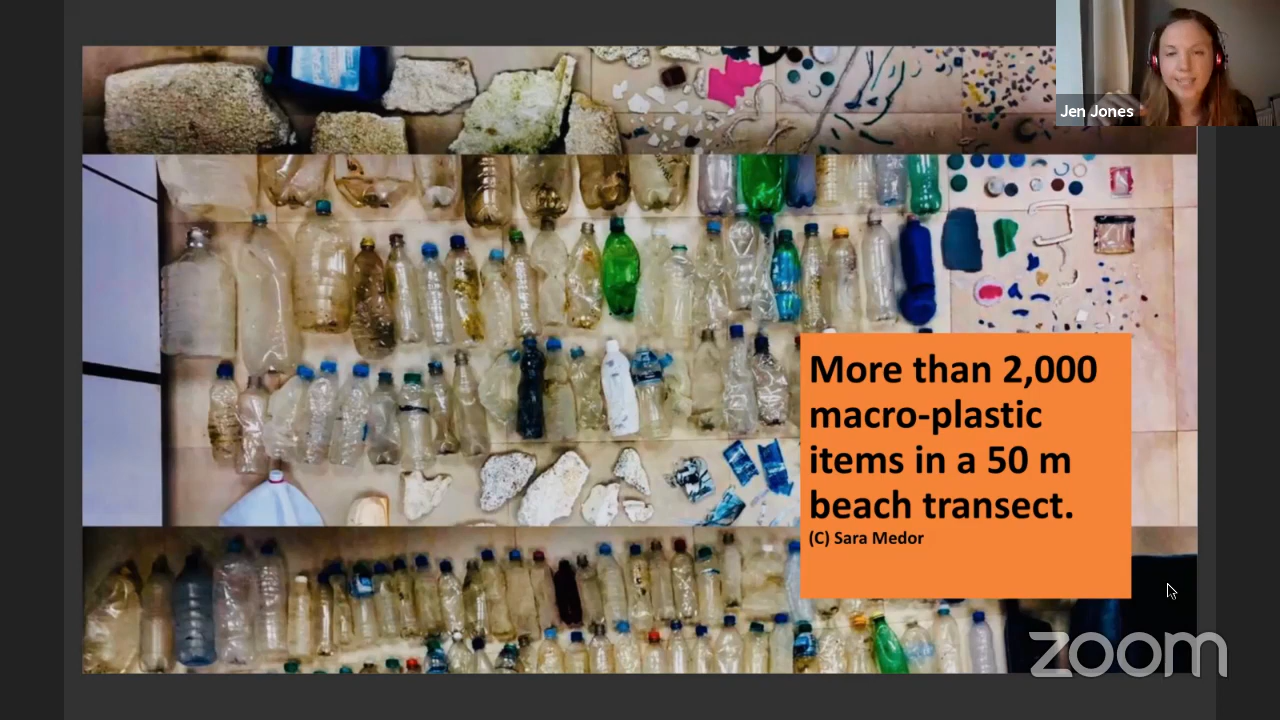 Jen Jones
More than 2,000
macro-plastic
items in a 50 m
beach transect.
(C) Sara Medor
zoom